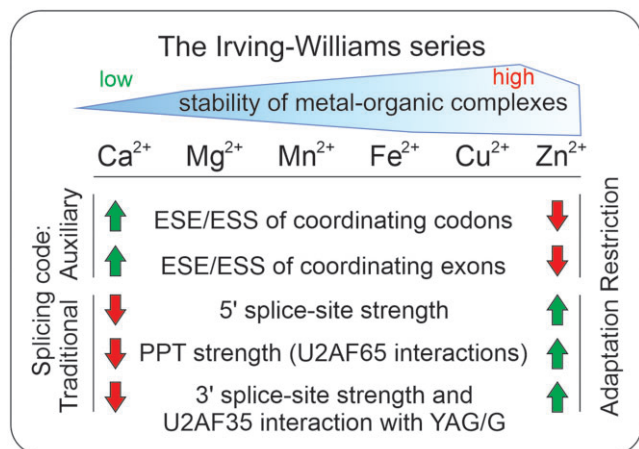 The Irving-Williams series
low
high
stability of metal-organic complexes
Ca²⁺ Mg²⁺ Mn²⁺ Fe²⁺ Cu²⁺ Zn²⁺
Splicing code:
Traditional Auxiliary
ESE/ESS of coordinating codons
ESE/ESS of coordinating exons
5' splice-site strength
PPT strength (U2AF65 interactions)
3' splice-site strength and
U2AF35 interaction with YAG/G
Adaptation Restriction